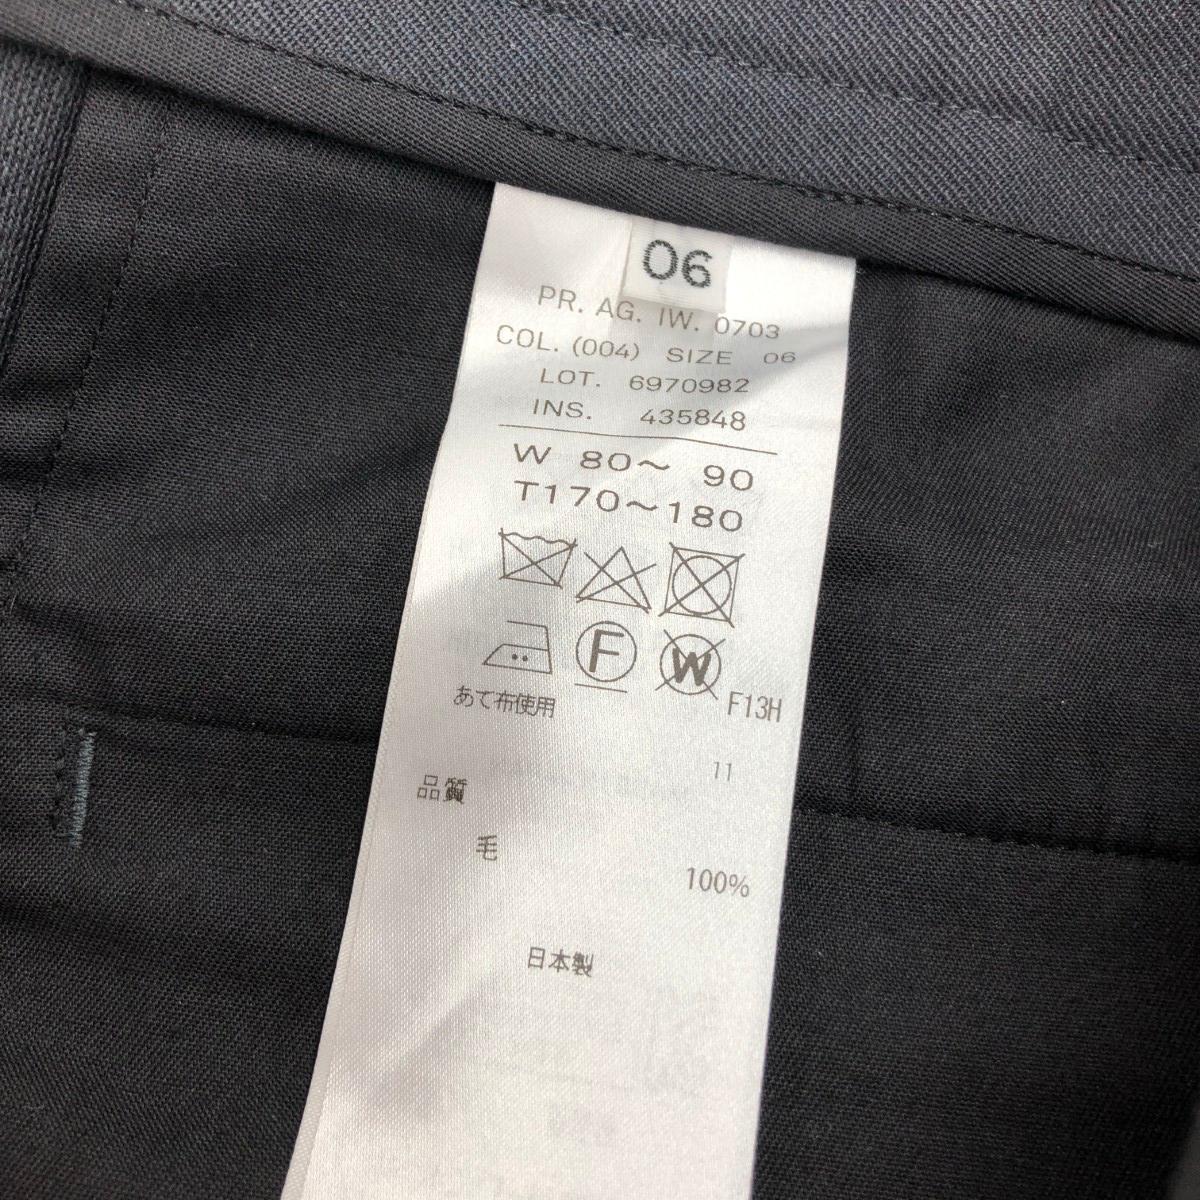 06
PR. AG. IW. 0703
COL. (004) SIZE 06
LOT. 6970982
INS. 435848
W 80～ 90
T170～180
F W
あて布使用 F13H
11
品質
毛 100%
日本製